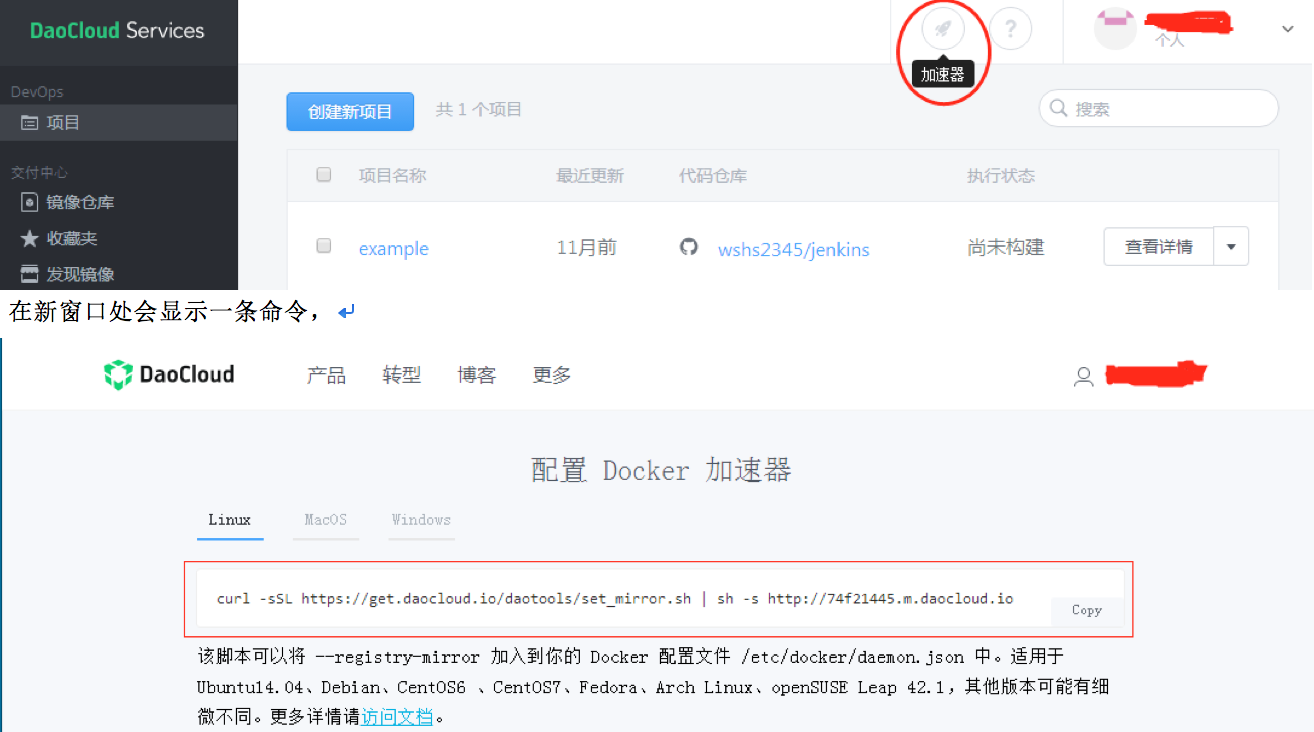 DaoCloud Services
?
个人
加速器
DevOps
项目
创建新项目
共 1 个项目
搜索
交付中心
镜像仓库
收藏夹
发现镜像
项目名称
最近更新
代码仓库
执行状态
example
11月前
wshs2345/jenkins
尚未构建
查看详情
在新窗口处会显示一条命令，
DaoCloud
产品
转型
博客
更多
配置 Docker 加速器
Linux
MacOS
Windows
curl -sSL https://get.daocloud.io/daotools/set_mirror.sh | sh -s http://74f21445.m.daocloud.io
Copy
该脚本可以将 --registry-mirror 加入到你的 Docker 配置文件 /etc/docker/daemon.json 中。适用于
Ubuntu14.04、Debian、CentOS6 、CentOS7、Fedora、Arch Linux、openSUSE Leap 42.1，其他版本可能有细
微不同。更多详情请访问文档。